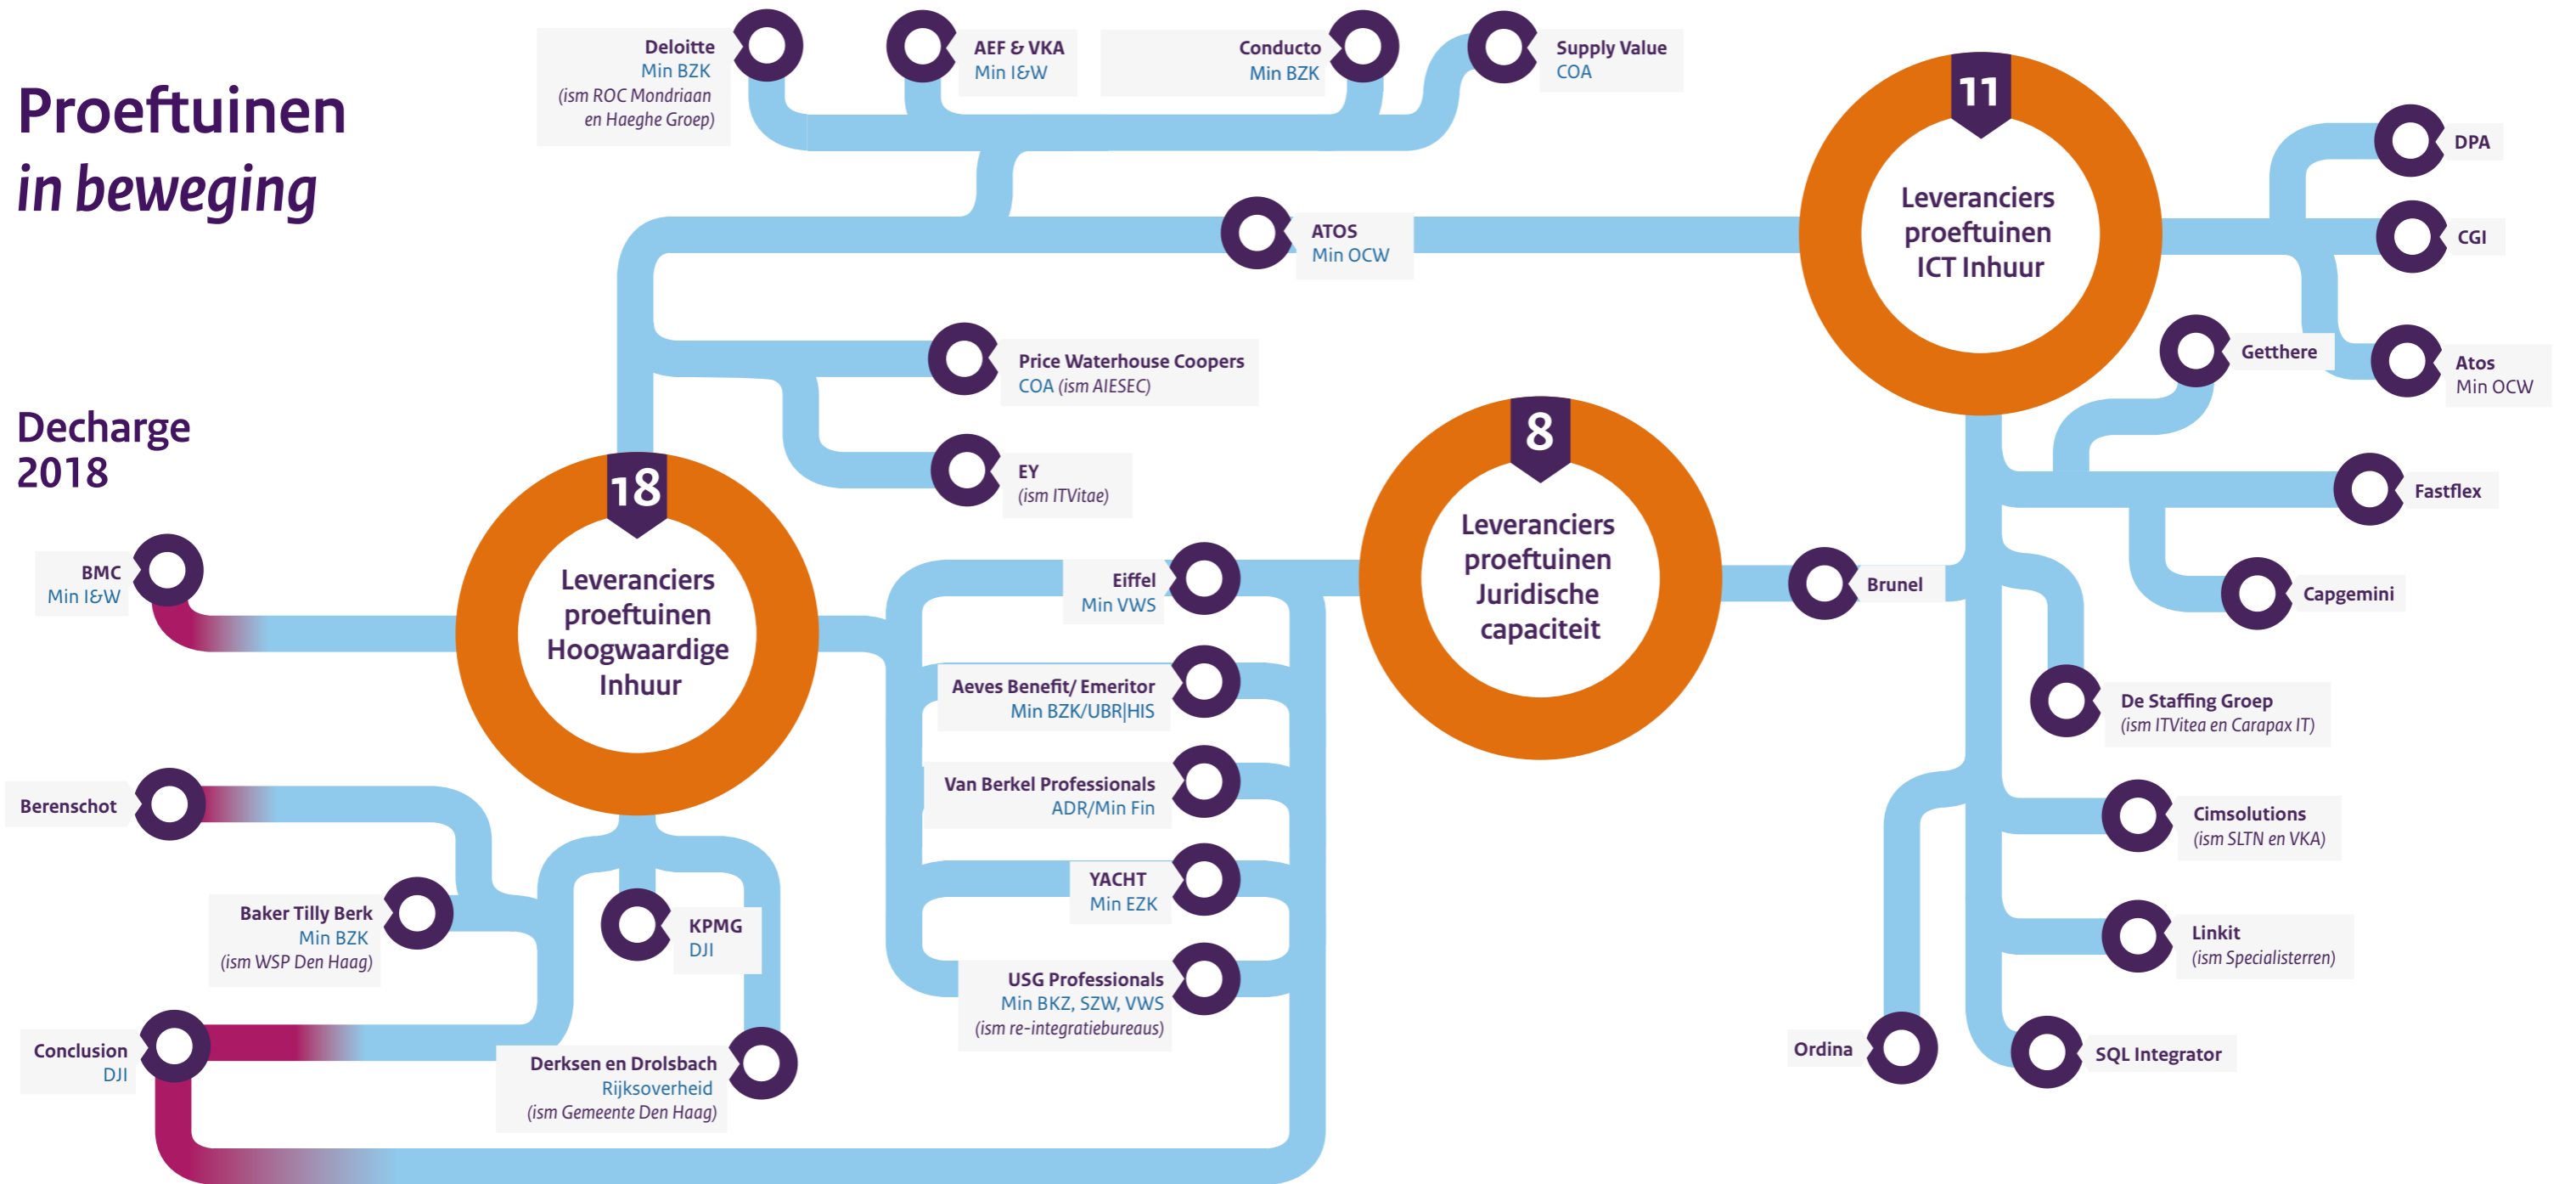 Proeftuinen
in beweging
Decharge
2018
Deloitte
Min BZK
(ism ROC Mondriaan
en Haeghe Groep)
AEF & VKA
Min I&W
Conducto
Min BZK
Supply Value
COA
ATOS
Min OCW
11
Leveranciers
proeftuinen
ICT Inhuur
DPA
CGI
Getthere
Atos
Min OCW
Price Waterhouse Coopers
COA (ism AIESEC)
EY
(ism ITVitae)
Fastflex
Capgemini
18
Leveranciers
proeftuinen
Hoogwaardige
Inhuur
8
Leveranciers
proeftuinen
Juridische
capaciteit
BMC
Min I&W
Eiffel
Min VWS
Brunel
Aeves Benefit/ Emeritor
Min BZK/UBR|HIS
De Staffing Groep
(ism ITVitea en Carapax IT)
Van Berkel Professionals
ADR/Min Fin
Berenschot
Cimsolutions
(ism SLTN en VKA)
YACHT
Min EZK
Baker Tilly Berk
Min BZK
(ism WSP Den Haag)
KPMG
DJI
Linkit
(ism Specialisterren)
USG Professionals
Min BKZ, SZW, VWS
(ism re-integratiebureaus)
Conclusion
DJI
Derksen en Drolsbach
Rijksoverheid
(ism Gemeente Den Haag)
Ordina
SQL Integrator